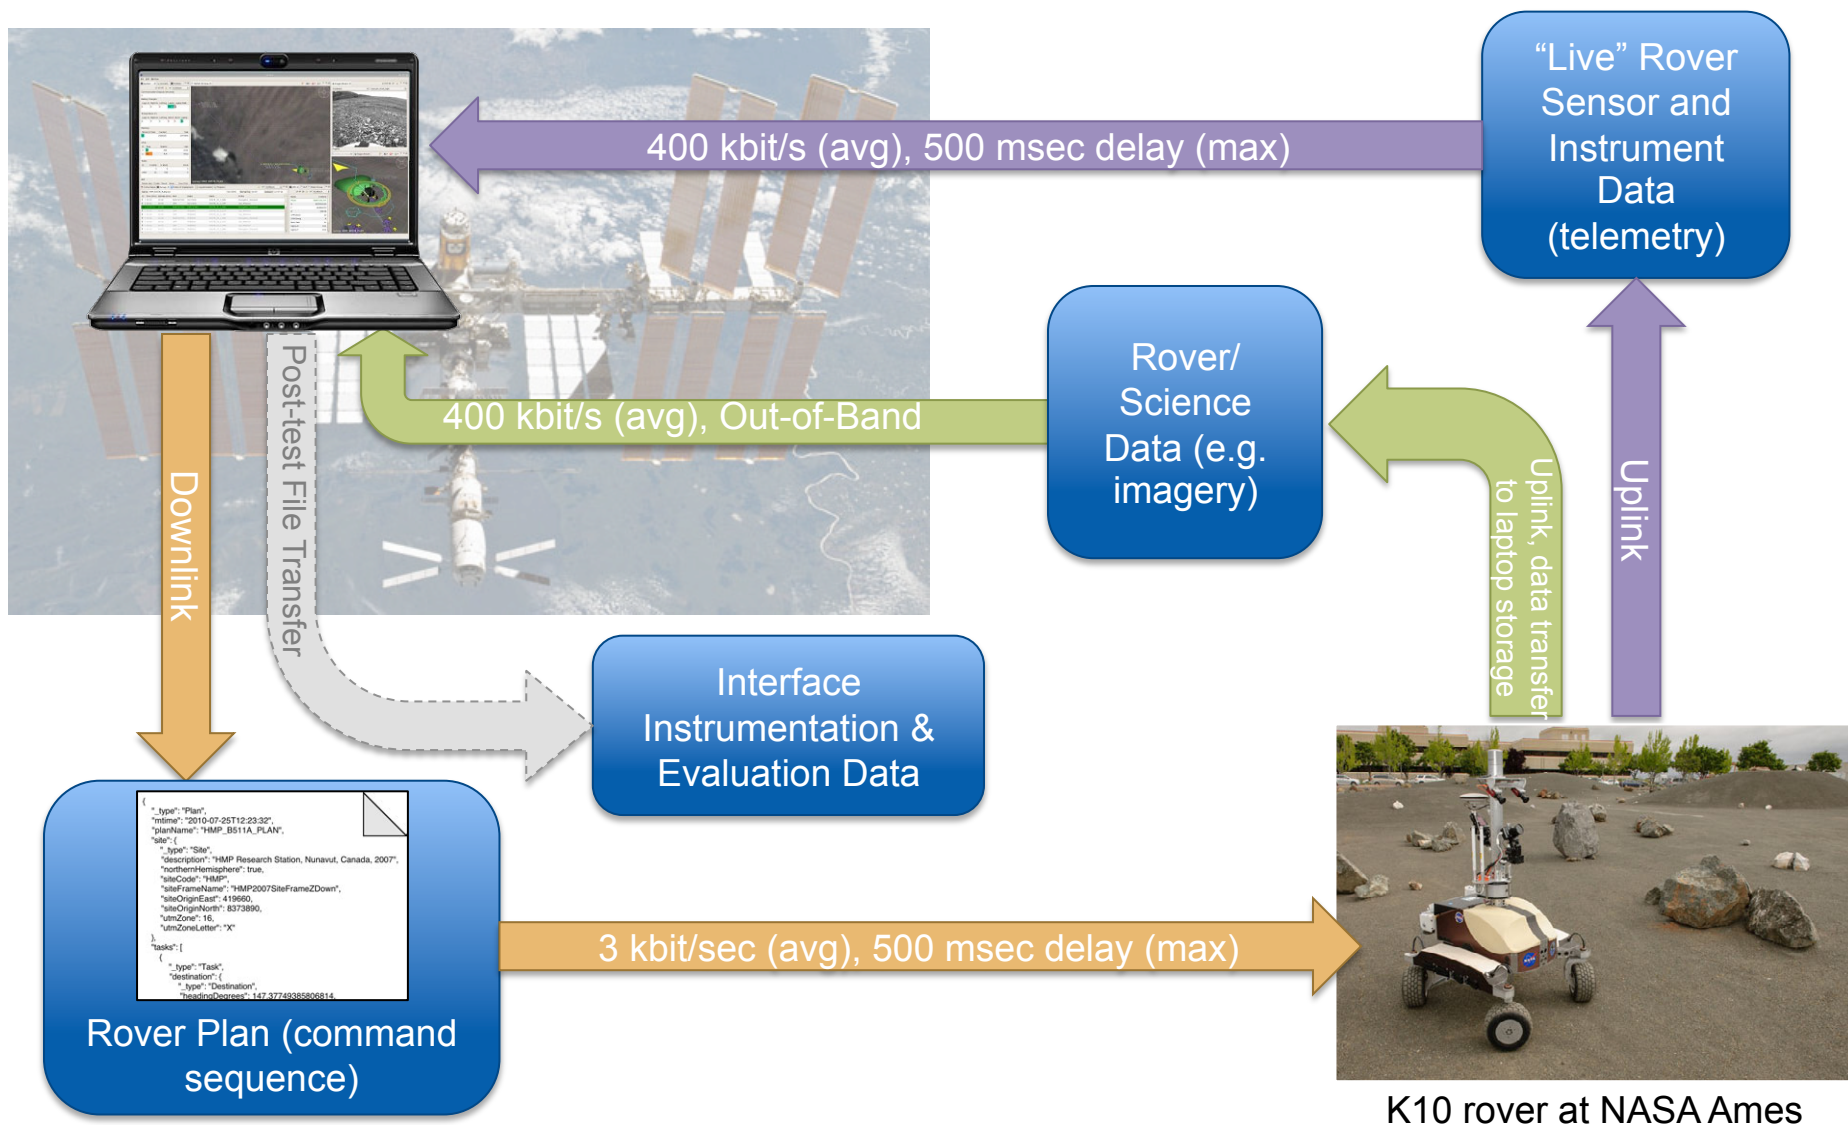 “Live” Rover
Sensor and
Instrument
Data
(telemetry)
400 kbit/s (avg), 500 msec delay (max)
Rover/
Science
Data (e.g.
imagery)
400 kbit/s (avg), Out-of-Band
Uplink, data transfer
to laptop storage
Uplink
Downlink
Post-test File Transfer
Interface
Instrumentation &
Evaluation Data
{
"_type": "Plan",
"mtime": "2010-07-25T12:23:32",
"planName": "HMP_B511A_PLAN",
"site": {
"_type": "Site",
"description": "HMP Research Station, Nunavut, Canada, 2007",
"northernHemisphere": true,
"siteCode": "HMP",
"siteFrameName": "HMP2007SiteFrameZDown",
"siteOriginEast": 419660,
"siteOriginNorth": 8373890,
"utmZone": 16,
"utmZoneLetter": "X"
},
"tasks": [
{
"_type": "Task",
"destination": {
"_type": "Destination",
"headingDegrees": 147.37749385806814,
Rover Plan (command
sequence)
3 kbit/sec (avg), 500 msec delay (max)
K10 rover at NASA Ames